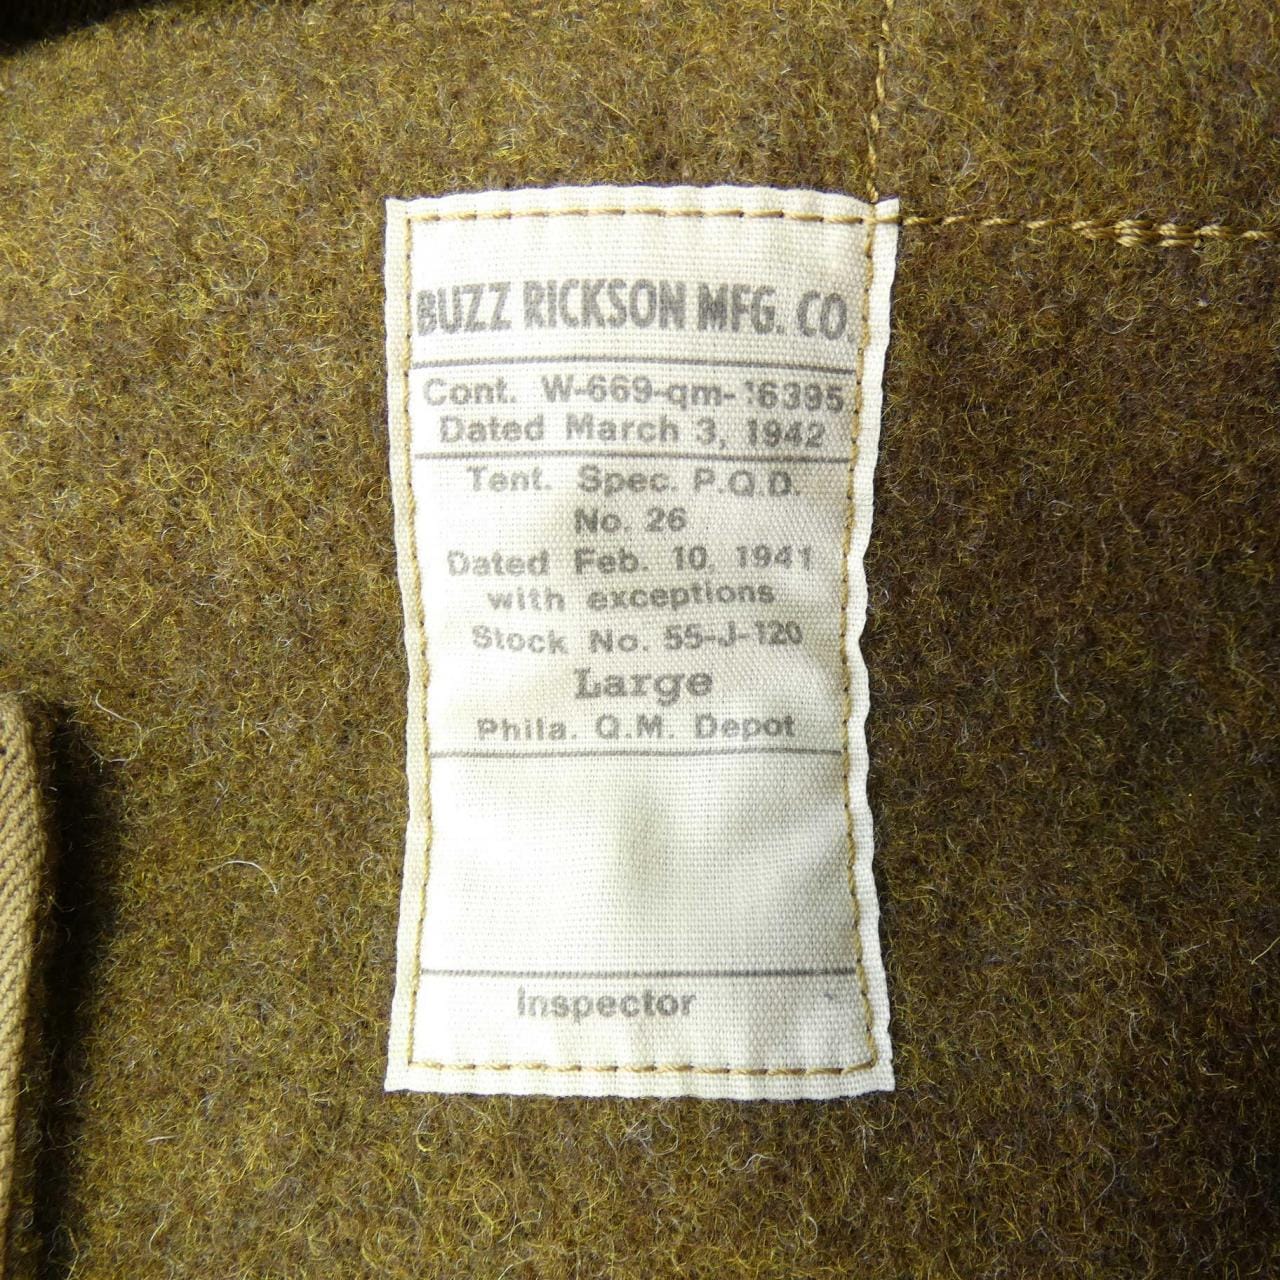 BUZZ RICKSON MFG. CO.
Cont. W-669-qm-16395
Dated March 3, 1942
Tent. Spec. P.Q.D.
No. 26
Dated Feb. 10, 1941
with exceptions
Stock No. 55-J-120
Large
Phila. Q.M. Depot
Inspector